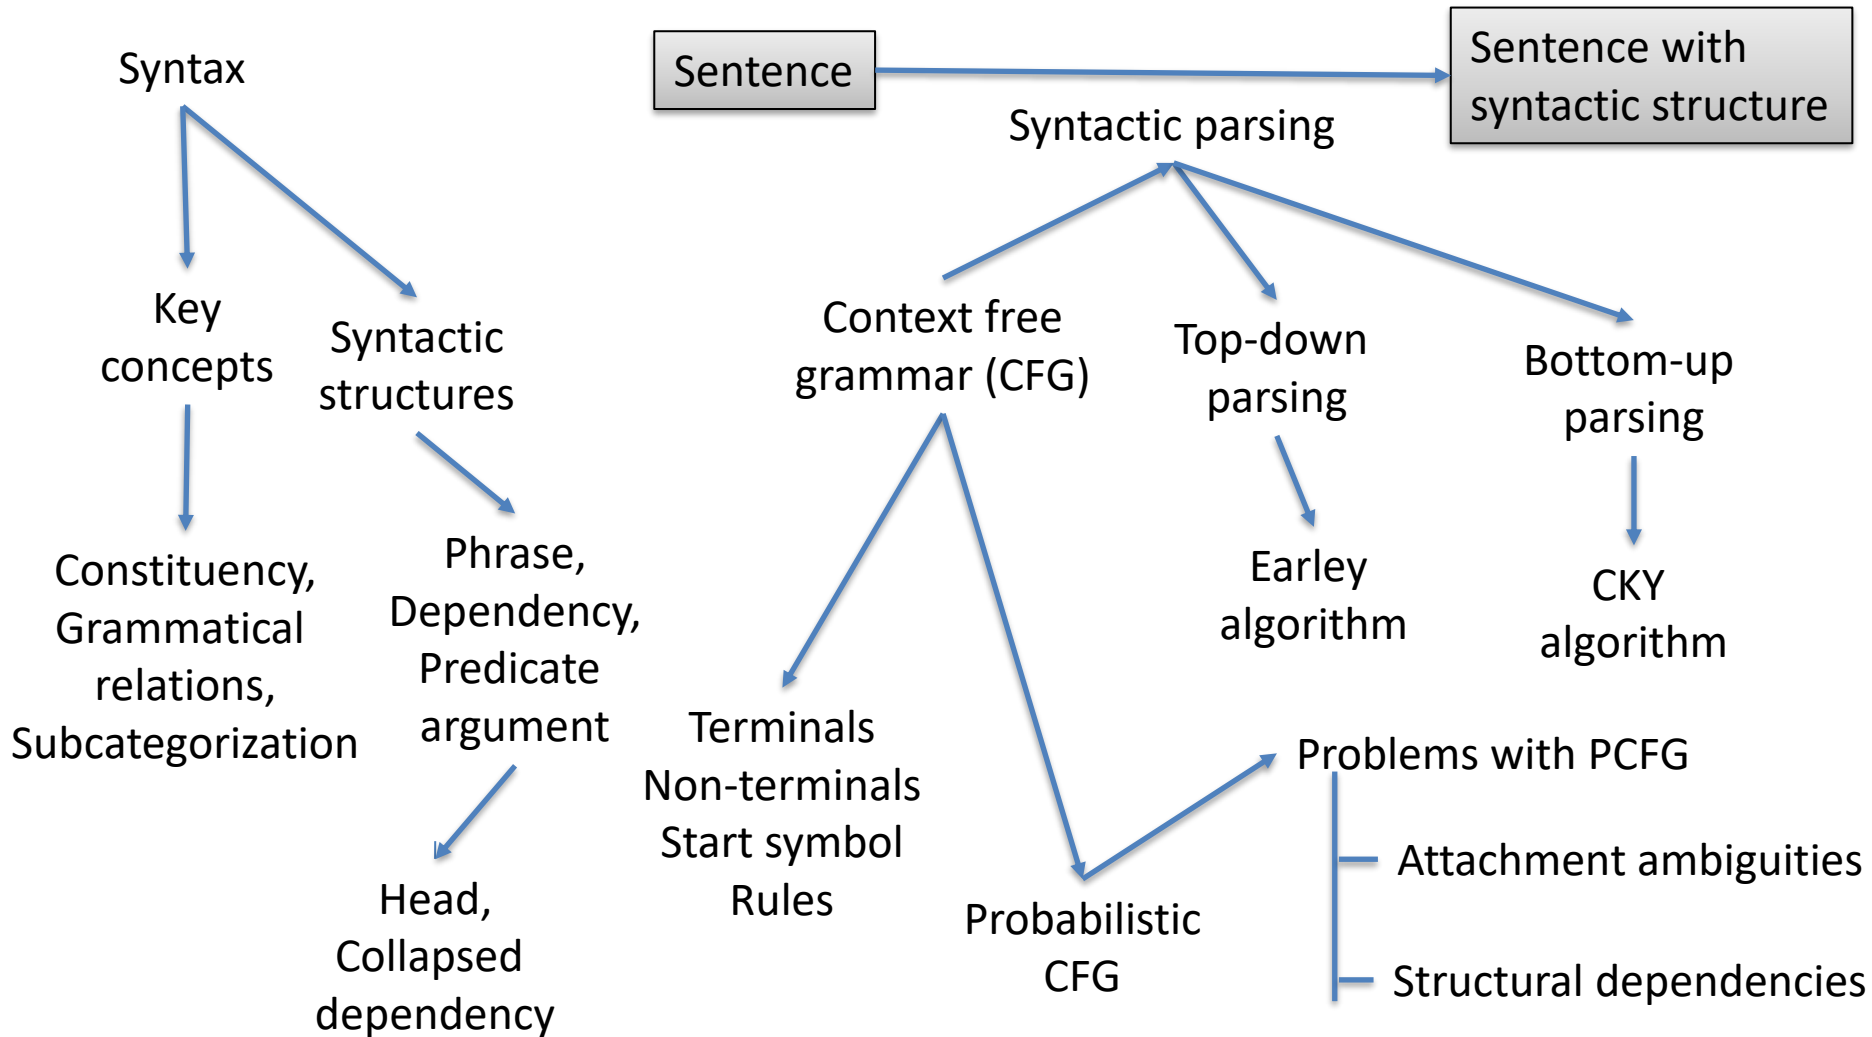 Syntax
Sentence
Sentence with
syntactic structure
Syntactic parsing
Key
concepts
Syntactic
structures
Context free
grammar (CFG)
Top-down
parsing
Bottom-up
parsing
Constituency,
Grammatical
relations,
Subcategorization
Phrase,
Dependency,
Predicate
argument
Earley
algorithm
CKY
algorithm
Terminals
Non-terminals
Start symbol
Rules
Problems with PCFG
Attachment ambiguities
Structural dependencies
Head,
Collapsed
dependency
Probabilistic
CFG